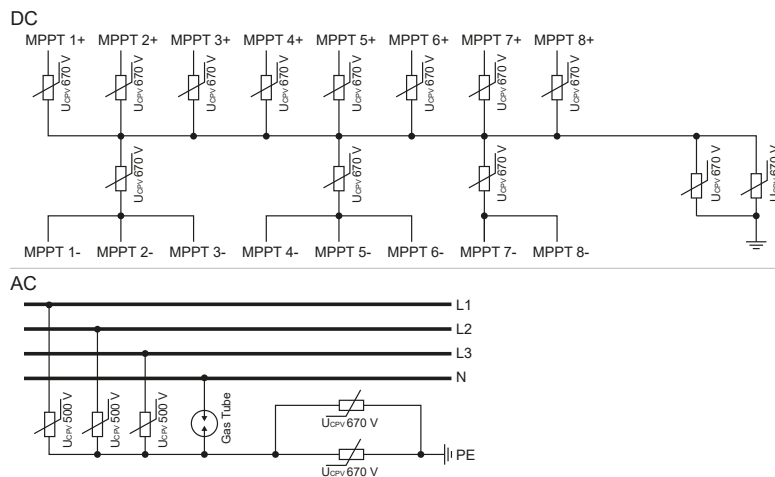 DC
MPPT 1+ MPPT 2+ MPPT 3+ MPPT 4+ MPPT 5+ MPPT 6+ MPPT 7+ MPPT 8+
UCPV 670 V UCPV 670 V UCPV 670 V UCPV 670 V UCPV 670 V UCPV 670 V UCPV 670 V UCPV 670 V
UCPV 670 V UCPV 670 V UCPV 670 V UCPV 670 V UCPV 670 V
MPPT 1- MPPT 2- MPPT 3- MPPT 4- MPPT 5- MPPT 6- MPPT 7- MPPT 8-
AC
L1
L2
L3
N
UCPV 500 V UCPV 500 V UCPV 500 V Gas Tube
UCPV 670 V
PE
UCPV 670 V